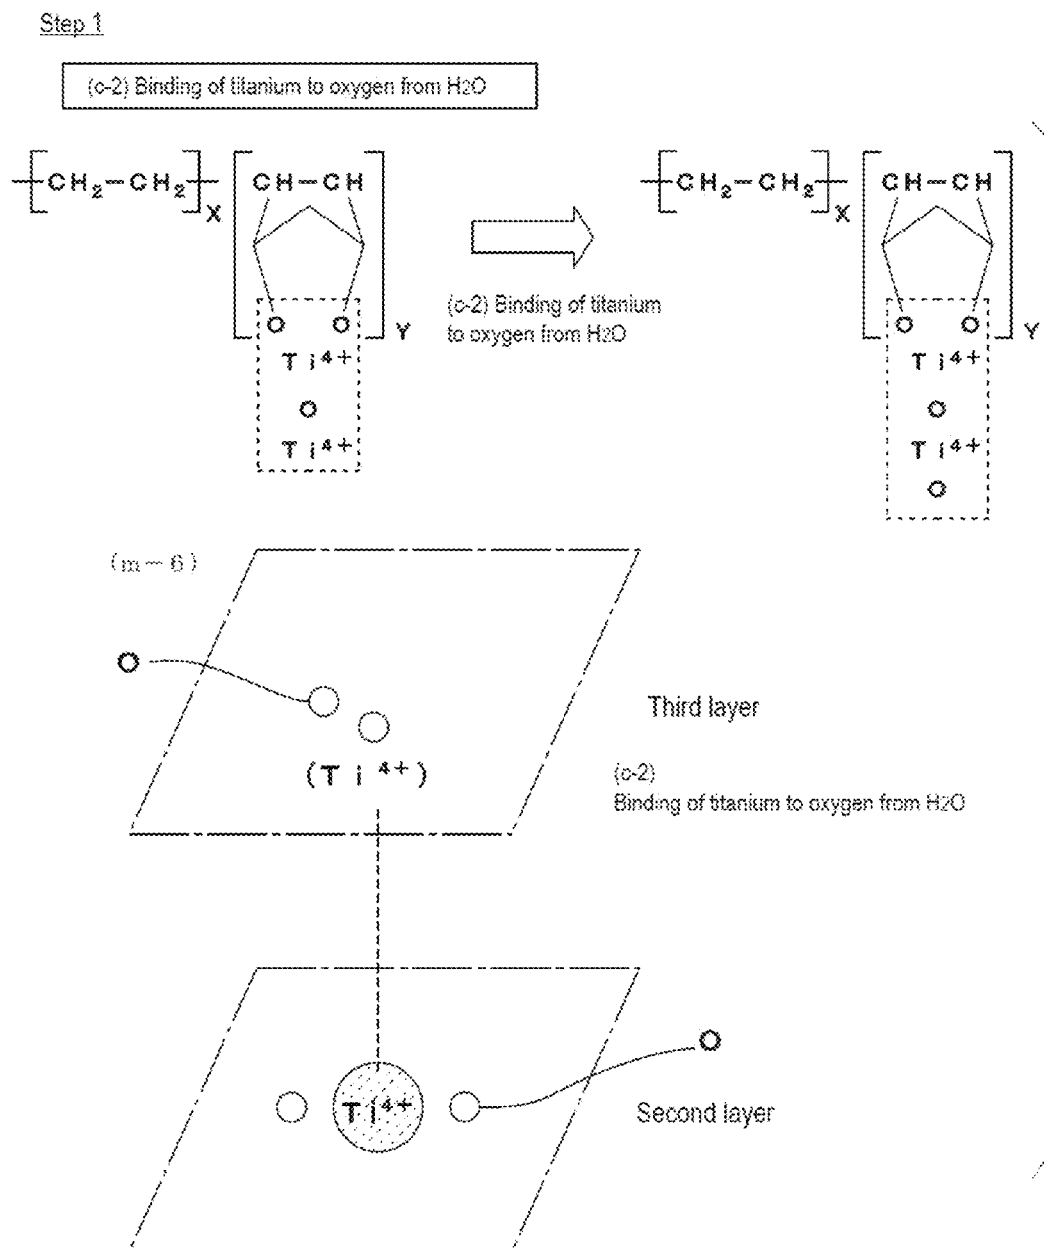 Step 1
(c-2) Binding of titanium to oxygen from H2O
CH2-CH2 X CH-CH
CH2-CH2 X CH-CH
(c-2) Binding of titanium
to oxygen from H2O
O O Y
O O Y
Ti4+
Ti4+
O
O
Ti4+
Ti4+
O
(m-6)
O
Third layer
(Ti4+)
(c-2)
Binding of titanium to oxygen from H2O
O
Ti4+
Second layer